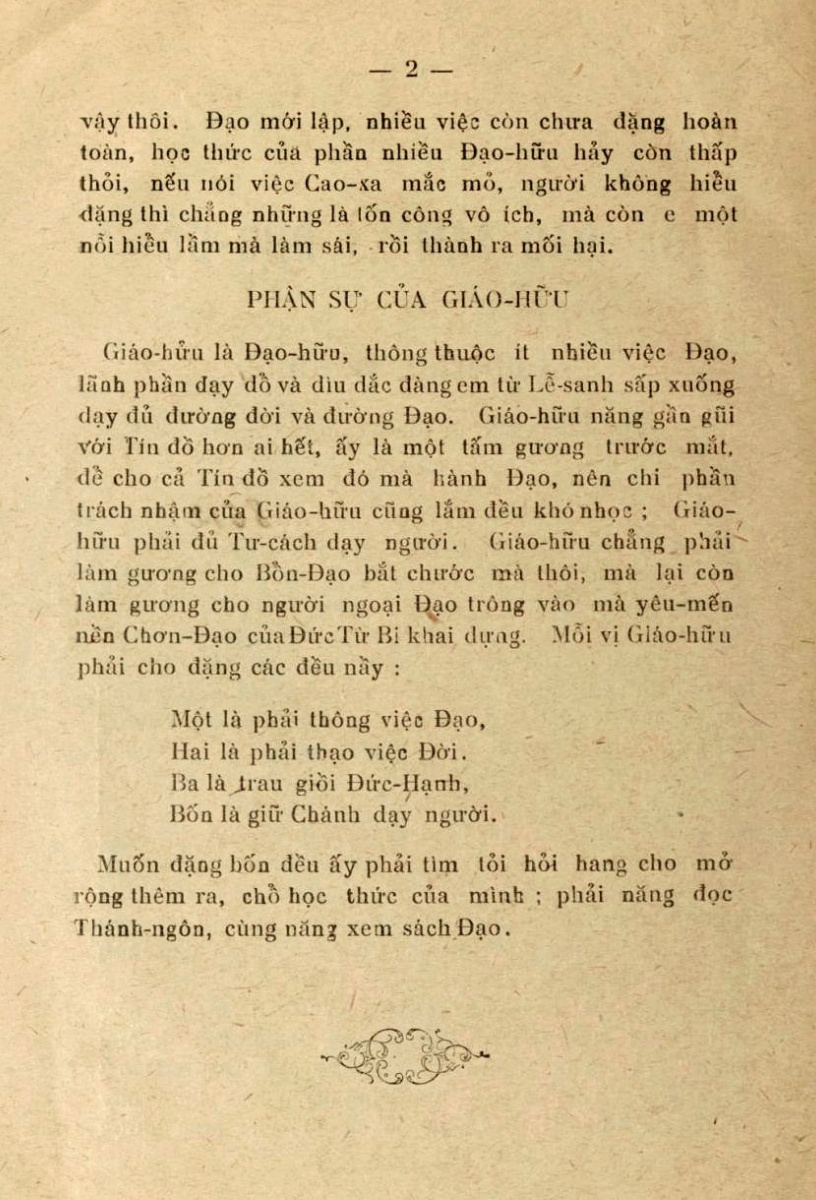 — 2 —
vậy thôi. Đạo mới lập, nhiều việc còn chưa đặng hoàn
toàn, học thức của phần nhiều Đạo-hữu hảy còn thấp
thỏi, nếu nói việc Cao-xa mắc mỏ, người không hiểu
đặng thì chẳng những là tốn công vô ích, mà còn e một
nỗi hiểu lầm mà làm sái, rồi thành ra mối hại.
PHẬN SỰ CỦA GIÁO-HỮU
Giáo-hửu là Đạo-hữu, thông thuộc ít nhiều việc Đạo,
lãnh phần dạy dỗ và dìu dắc đàng em từ Lễ-sanh sấp xuống
dạy đủ đường đời và đường Đạo. Giáo-hữu năng gần gũi
với Tín đồ hơn ai hết, ấy là một tấm gương trước mắt,
để cho cả Tín đồ xem đó mà hành Đạo, nên chi phần
trách nhậm của Giáo-hữu cũng lắm đều khó nhọc ; Giáo-
hữu phải đủ Tư-cách dạy người. Giáo-hữu chẳng phải
làm gương cho Bổn-Đạo bắt chước mà thôi, mà lại còn
làm gương cho người ngoại Đạo trông vào mà yêu-mến
nền Chơn-Đạo của Đức Từ Bi khai dựng. Mỗi vị Giáo-hữu
phải cho đặng các đều nầy :
Một là phải thông việc Đạo,
Hai là phải thạo việc Đời.
Ba là trau giồi Đức-Hạnh,
Bốn là giữ Chánh dạy người.
Muốn đặng bốn đều ấy phải tìm tỏi hỏi hang cho mở
rộng thêm ra, chổ học thức của mình ; phải năng đọc
Thánh-ngôn, cùng năng xem sách Đạo.